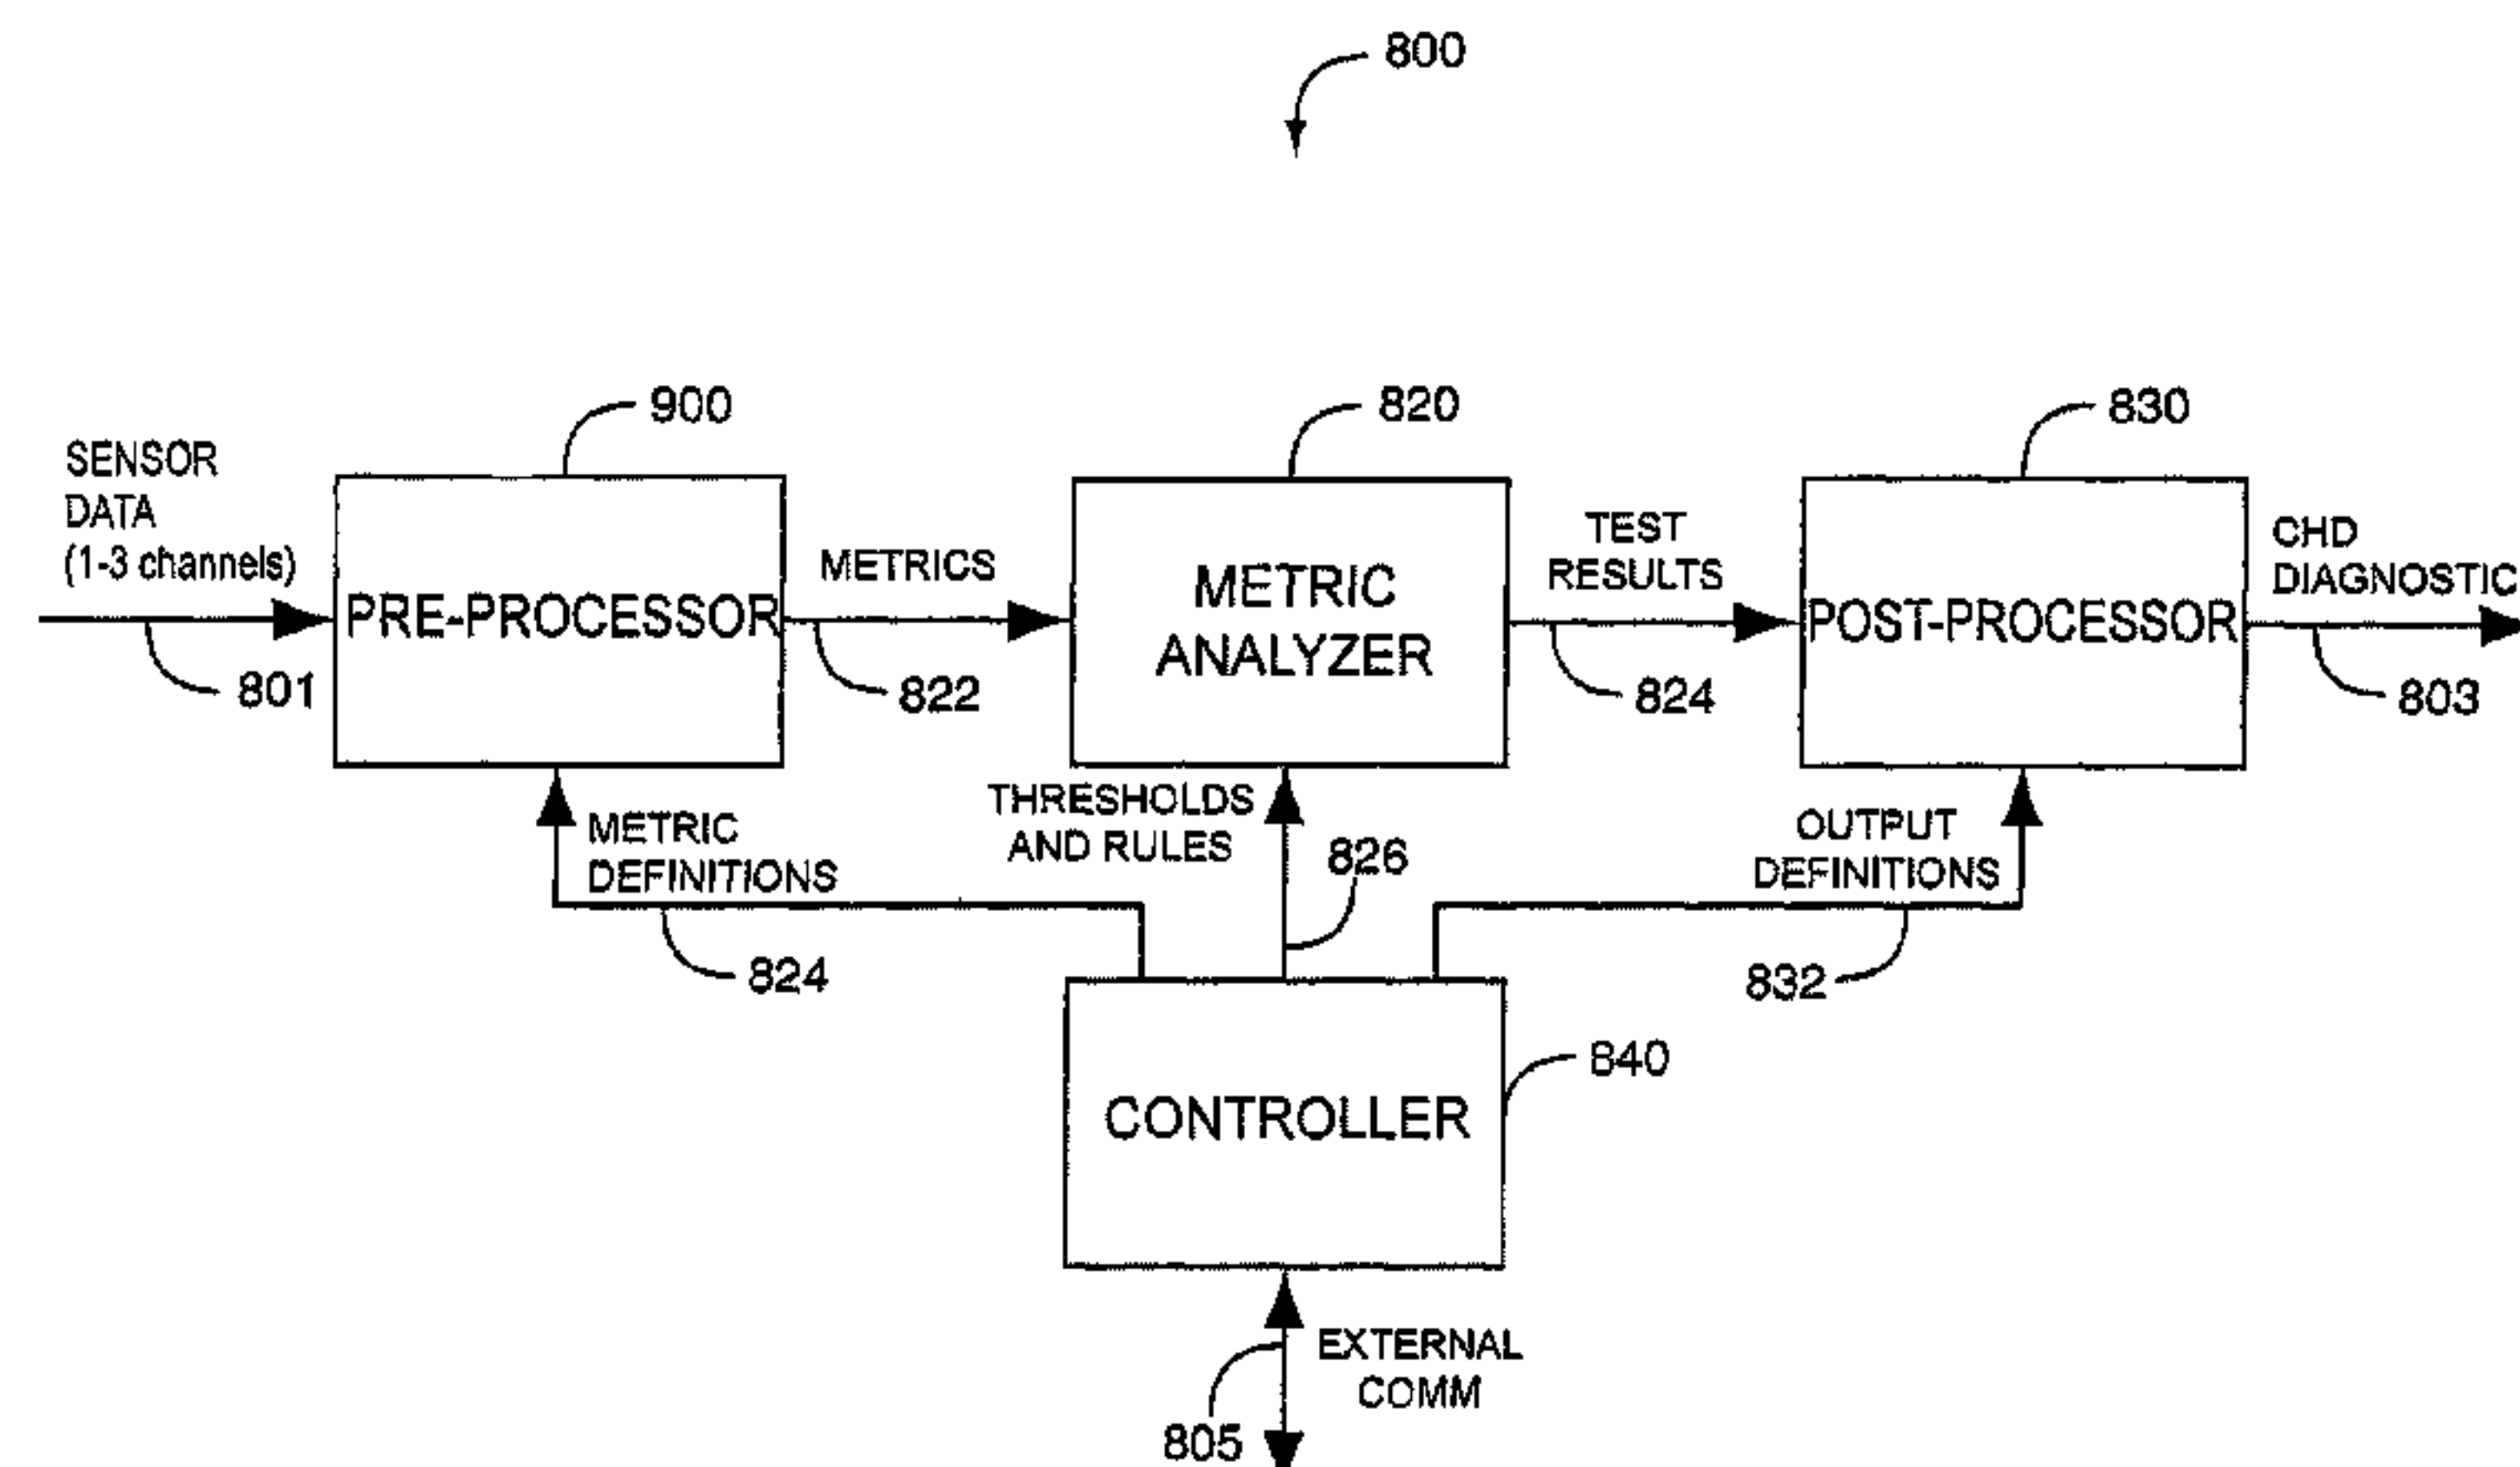 800
900
820
830
SENSOR
DATA
(1-3 channels)
PRE-PROCESSOR
METRICS
METRIC
ANALYZER
TEST
RESULTS
POST-PROCESSOR
CHD
DIAGNOSTIC
801
822
824
803
METRIC
DEFINITIONS
THRESHOLDS
AND RULES
826
OUTPUT
DEFINITIONS
824
832
840
CONTROLLER
EXTERNAL
COMM
805